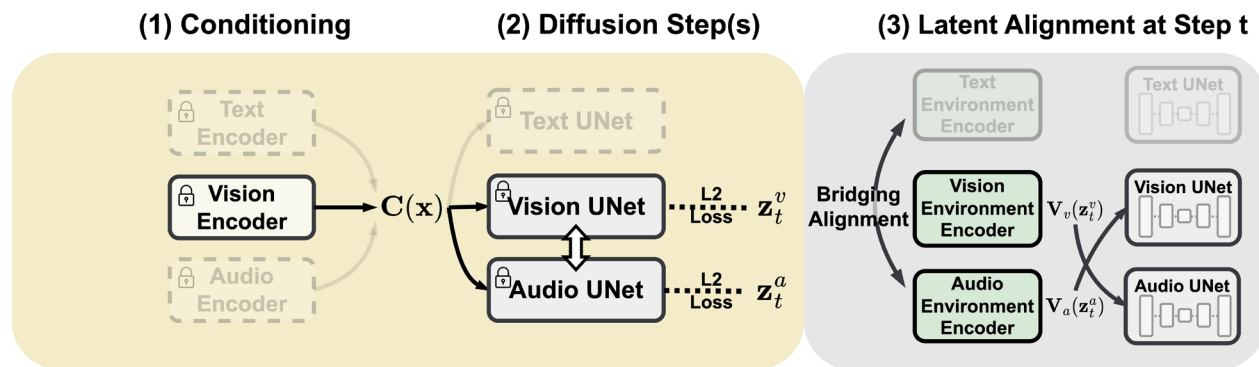 (1) Conditioning
(2) Diffusion Step(s)
(3) Latent Alignment at Step t
Text
Encoder
Vision
Encoder
Audio
Encoder
C(x)
Text UNet
Vision UNet
Audio UNet
L2
Loss
z_t^v
L2
Loss
z_t^a
Bridging
Alignment
Text
Environment
Encoder
Vision
Environment
Encoder
Audio
Environment
Encoder
V_v(z_t^v)
V_a(z_t^a)
Text UNet
Vision UNet
Audio UNet